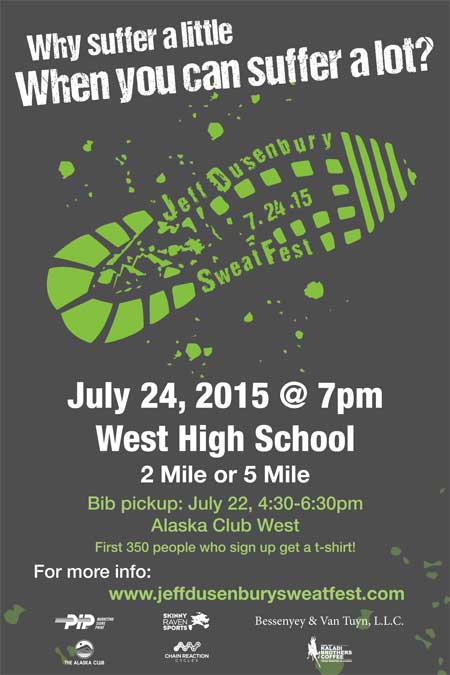 Why suffer a little
When you can suffer a lot?
Jeff Dusenbury
7.24.15
SweatFest
July 24, 2015 @ 7pm
West High School
2 Mile or 5 Mile
Bib pickup: July 22, 4:30-6:30pm
Alaska Club West
First 350 people who sign up get a t-shirt!
For more info:
www.jeffdusenburysweatfest.com
PIP MARKETING SIGNS PRINT
SKINNY RAVEN SPORTS
Bessenyey & Van Tuyn, L.L.C.
THE ALASKA CLUB
CHAIN REACTION
CYCLES
KALADI
BROTHERS
COFFEE